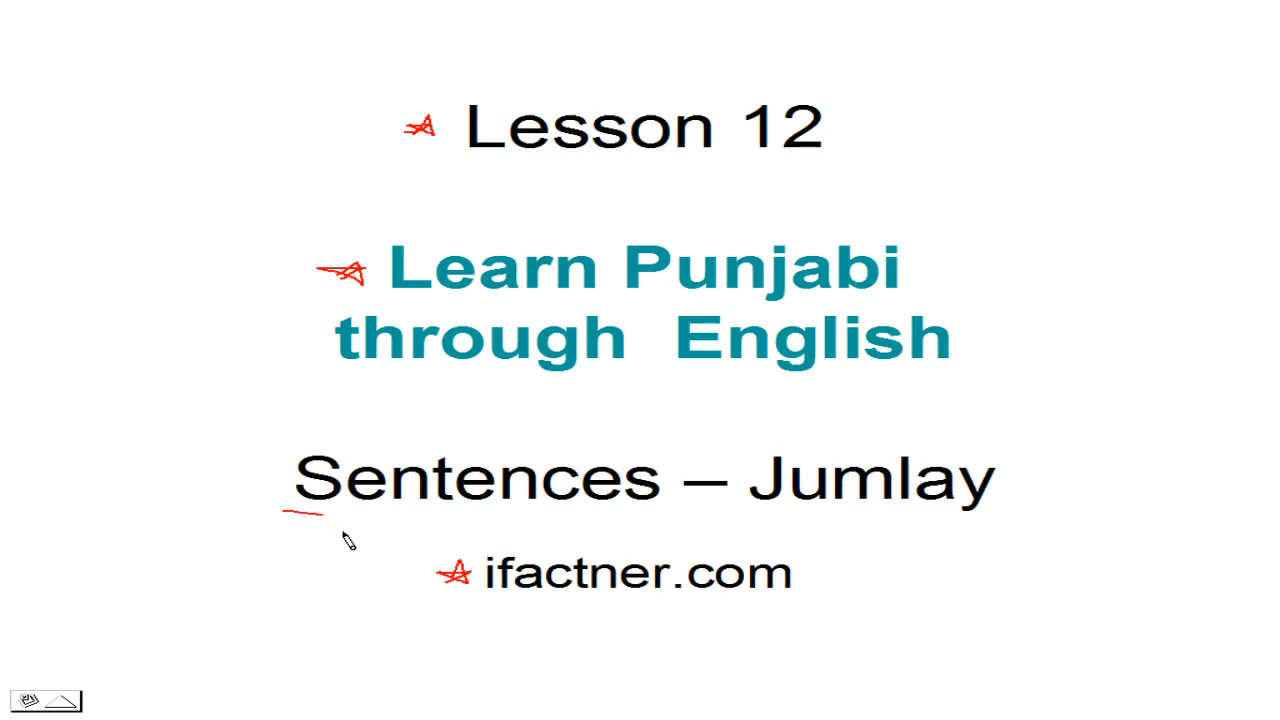 Lesson 12
Learn Punjabi
through English
Sentences – Jumlay
ifactner.com